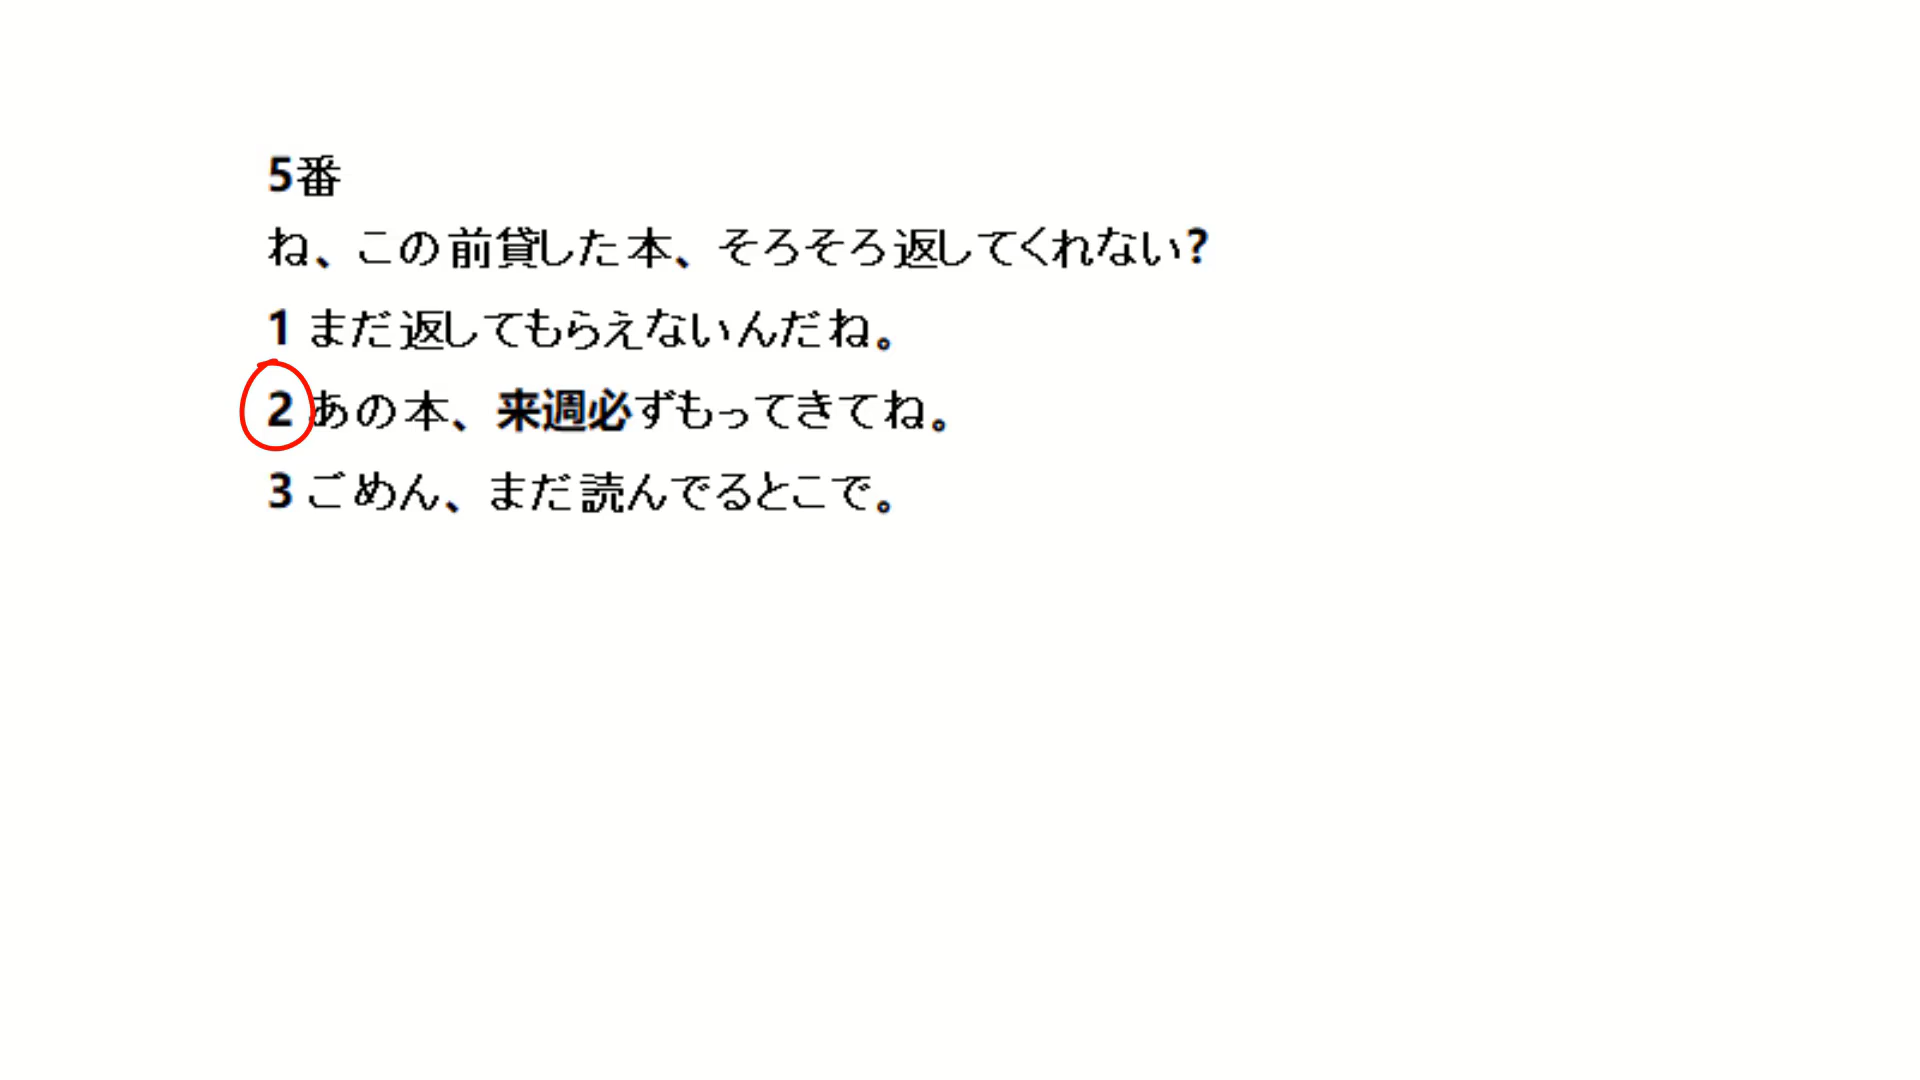 5番
ね、この前貸した本、そろそろ返してくれない?
1 まだ返してもらえないんだね。
2 あの本、来週必ずもってきてね。
3 ごめん、まだ読んでるとこで。